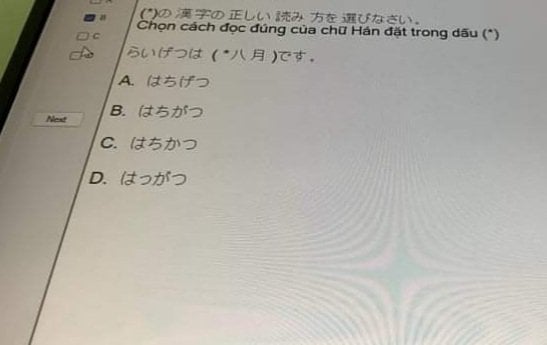 (*)の 漢字の 正しい 読み 方を 選びなさい。
Chọn cách đọc đúng của chữ Hán đặt trong dấu (*)
B
C
らいげつは (*八月)です。
A. はちげつ
B. はちがつ
Next
C. はちかつ
D. はっがつ